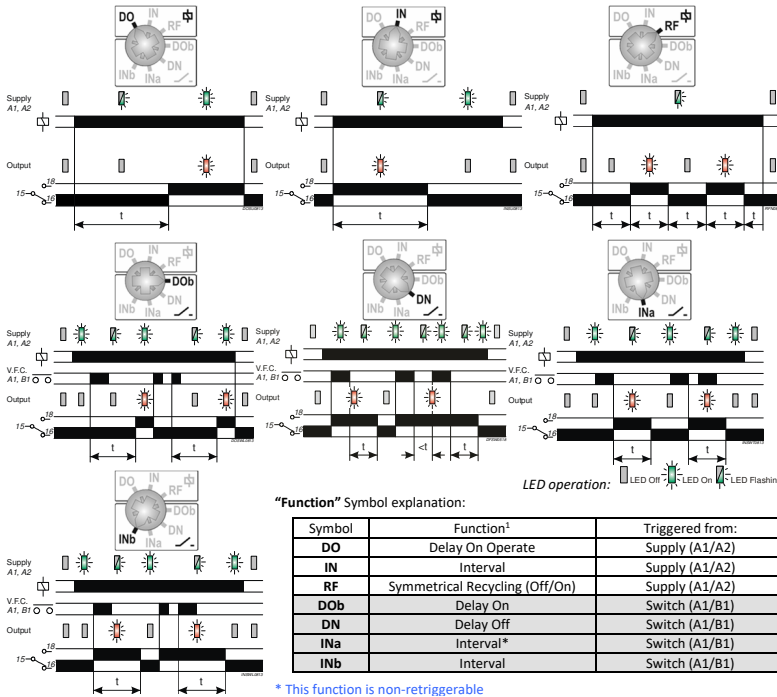 DO IN RF DOb DN INa INb
Supply
A1, A2
Output
18
15
16
t
DO IN RF DOb DN INa INb
Supply
A1, A2
Output
18
15
16
t
DO IN RF DOb DN INa INb
Supply
A1, A2
Output
18
15
16
t t t t t
DO IN RF DOb DN INa INb
Supply
A1, A2
V.F.C.
A1, B1
Output
18
15
16
t t
DO IN RF DOb DN INa INb
Supply
A1, A2
V.F.C.
A1, B1
Output
18
15
16
t <t t
DO IN RF DOb DN INa INb
Supply
A1, A2
V.F.C.
A1, B1
Output
18
15
16
t t
LED operation: LED Off LED On LED Flashin
DO IN RF DOb DN INa INb
Supply
A1, A2
V.F.C.
A1, B1
Output
18
15
16
t t
“Function” Symbol explanation:
Symbol Function¹ Triggered from:
DO Delay On Operate Supply (A1/A2)
IN Interval Supply (A1/A2)
RF Symmetrical Recycling (Off/On) Supply (A1/A2)
DOb Delay On Switch (A1/B1)
DN Delay Off Switch (A1/B1)
INa Interval* Switch (A1/B1)
INb Interval Switch (A1/B1)
* This function is non-retriggerable